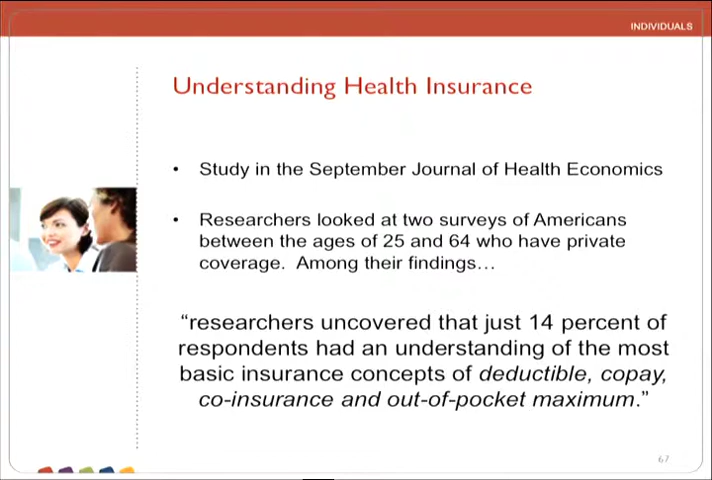 INDIVIDUALS
Understanding Health Insurance
• Study in the September Journal of Health Economics
• Researchers looked at two surveys of Americans
between the ages of 25 and 64 who have private
coverage. Among their findings…
“researchers uncovered that just 14 percent of
respondents had an understanding of the most
basic insurance concepts of deductible, copay,
co-insurance and out-of-pocket maximum.”
67